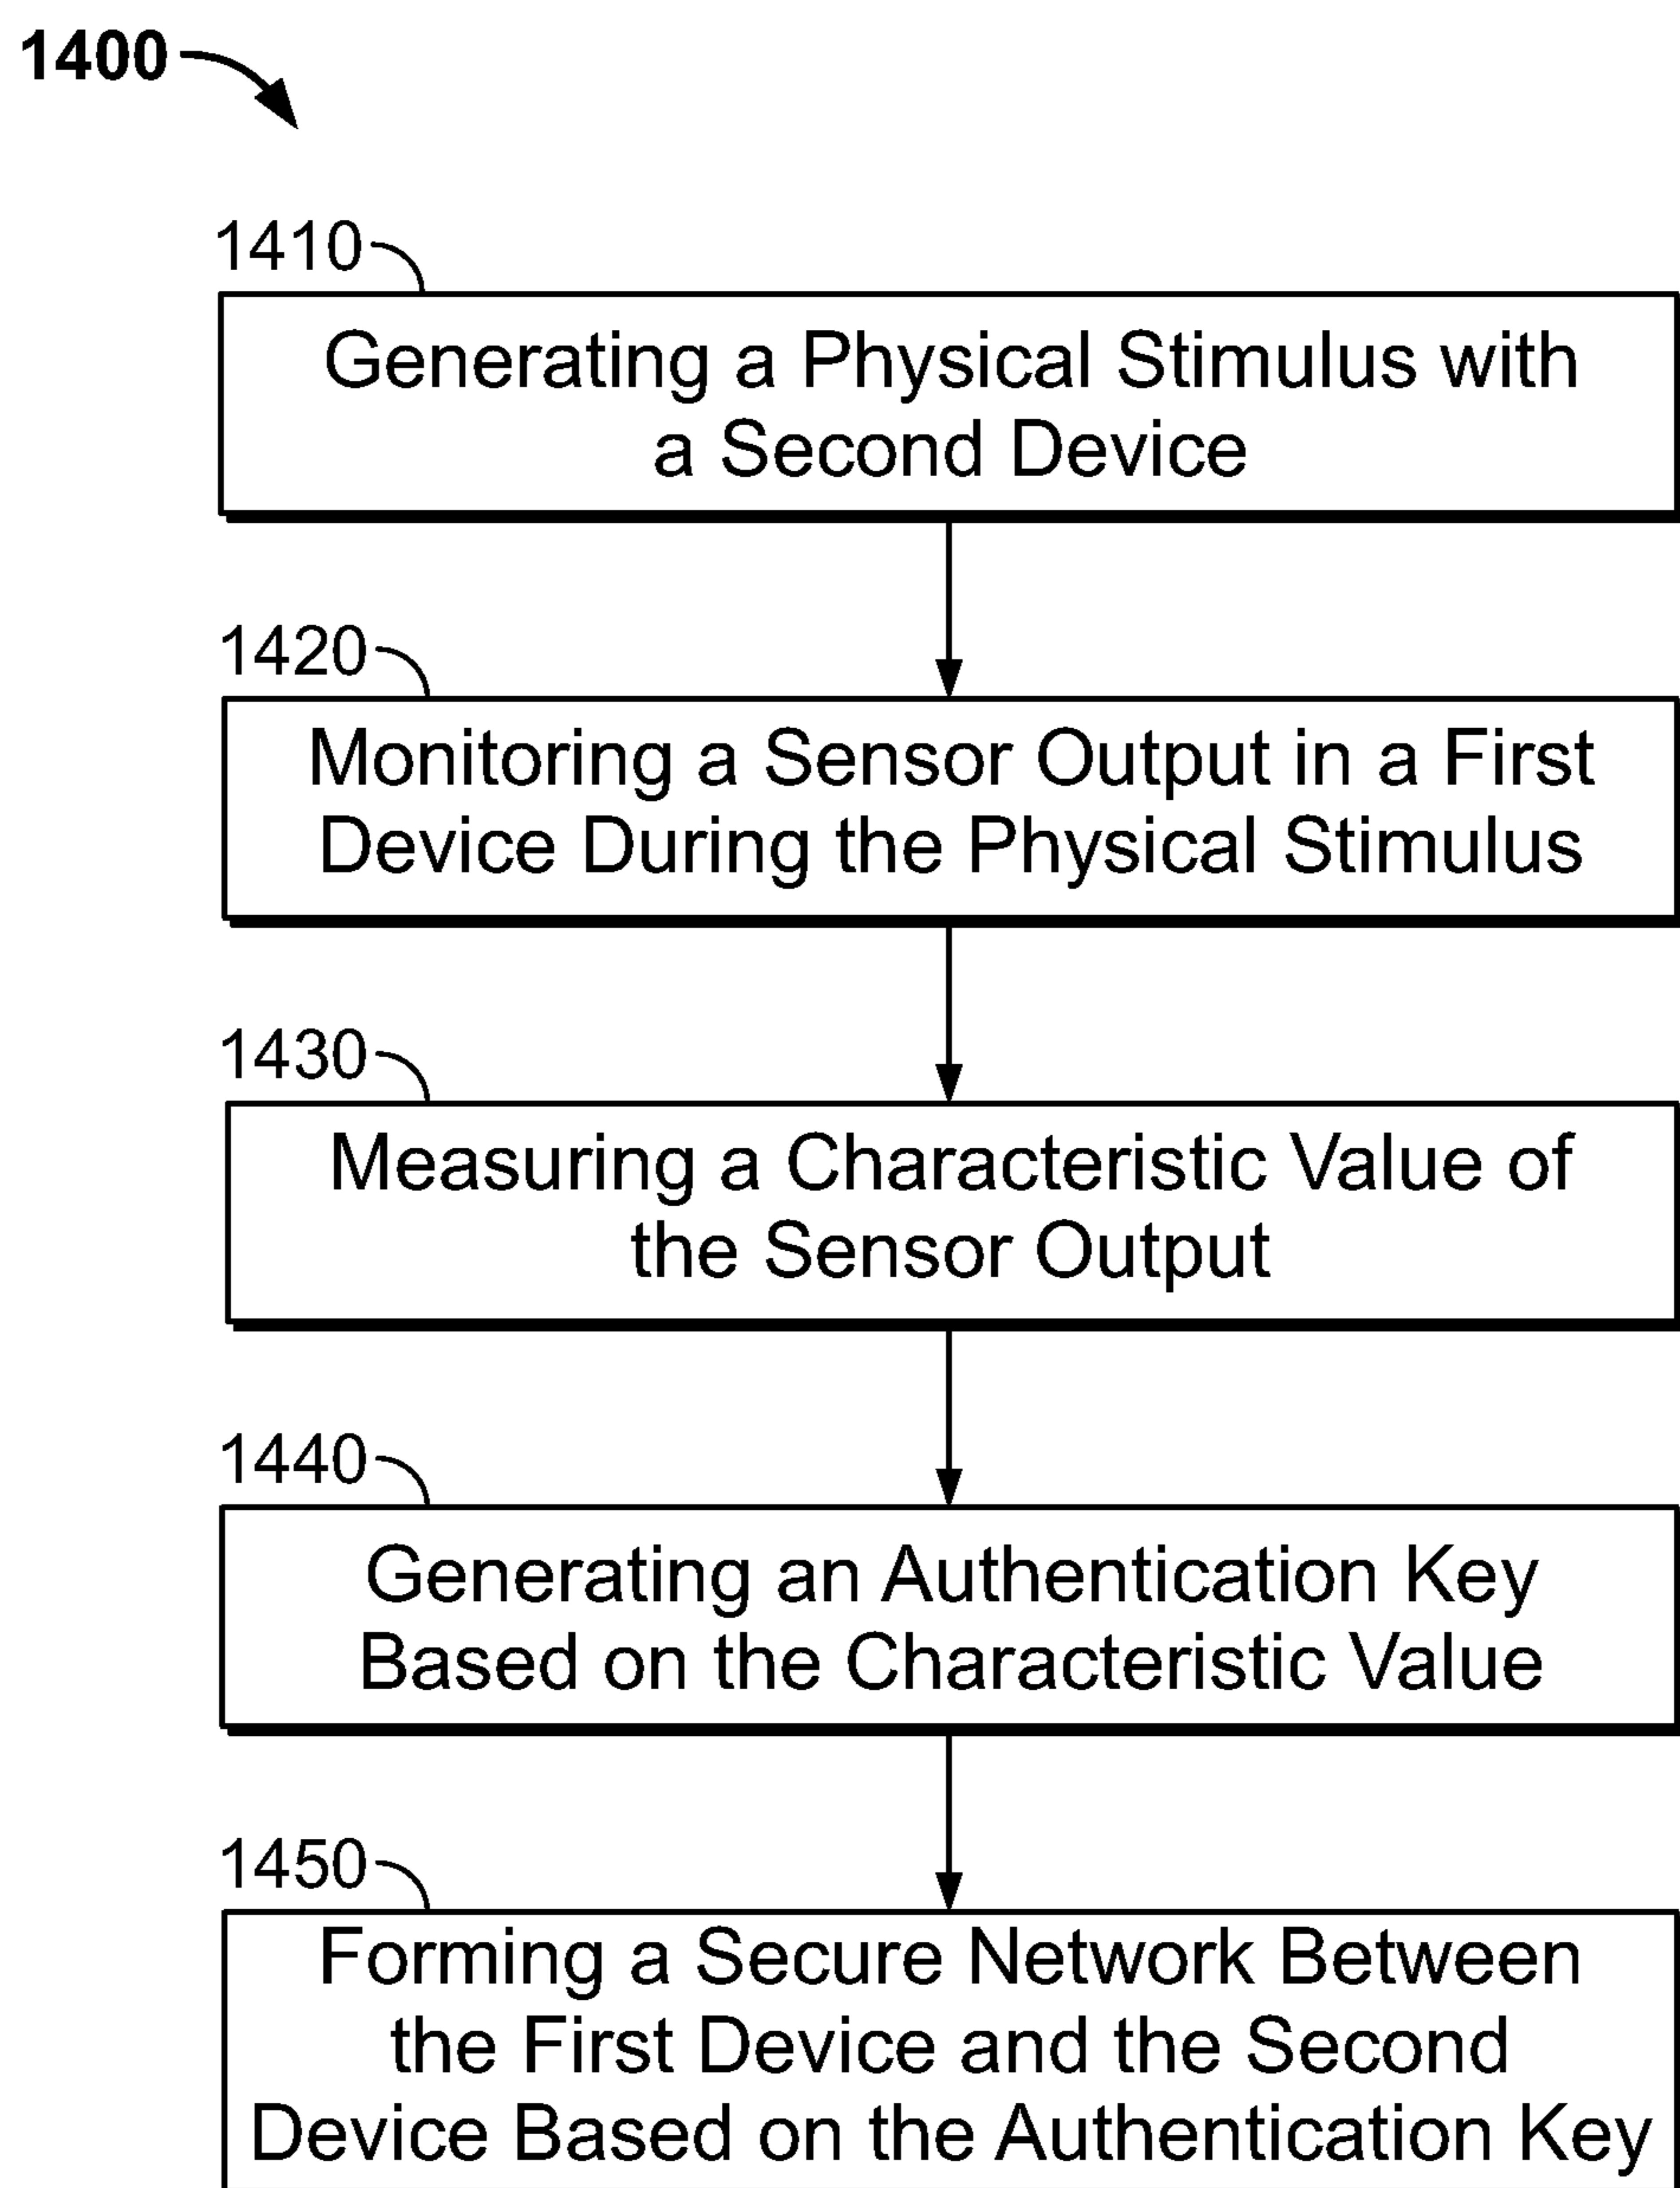 1400
1410
Generating a Physical Stimulus with
a Second Device
1420
Monitoring a Sensor Output in a First
Device During the Physical Stimulus
1430
Measuring a Characteristic Value of
the Sensor Output
1440
Generating an Authentication Key
Based on the Characteristic Value
1450
Forming a Secure Network Between
the First Device and the Second
Device Based on the Authentication Key